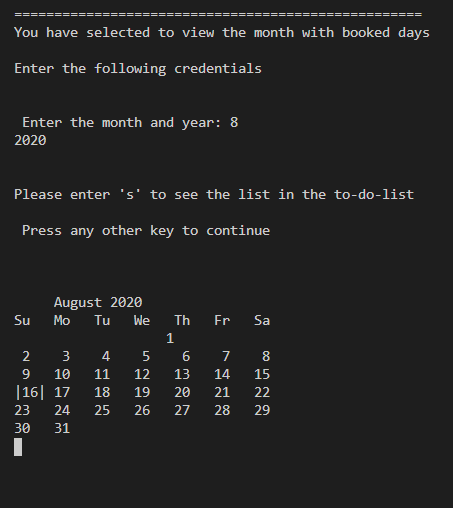 ===================================================
You have selected to view the month with booked days
Enter the following credentials
Enter the month and year: 8
2020
Please enter 's' to see the list in the to-do-list
Press any other key to continue
August 2020
Su Mo Tu We Th Fr Sa
1
2 3 4 5 6 7 8
9 10 11 12 13 14 15
|16| 17 18 19 20 21 22
23 24 25 26 27 28 29
30 31